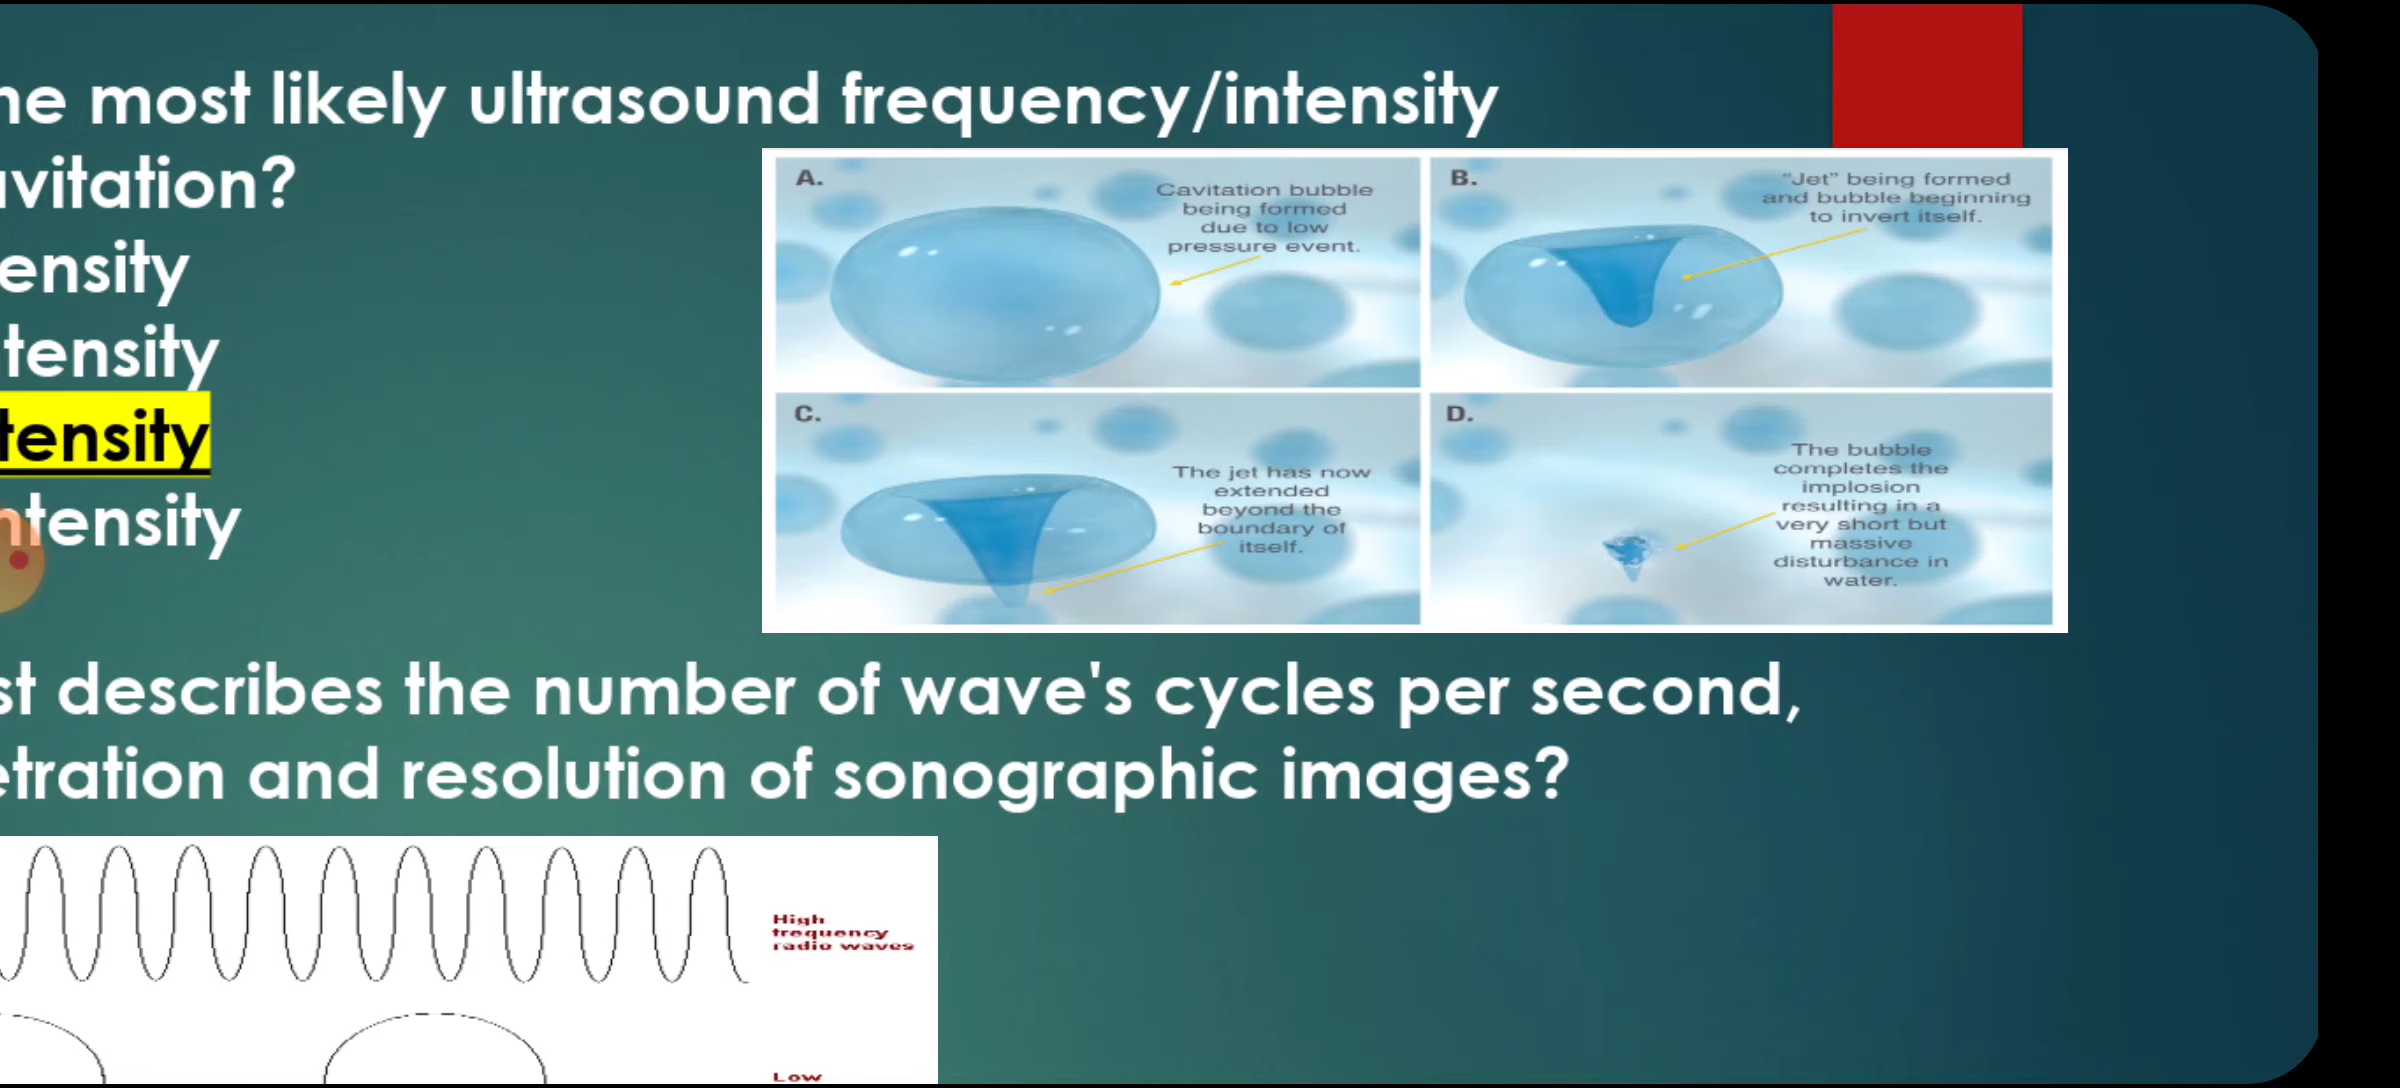 he most likely ultrasound frequency/intensity
avitation?
ensity
tensity
tensity
ntensity
A.
Cavitation bubble
being formed
due to low
pressure event.
B.
"Jet" being formed
and bubble beginning
to invert itself.
C.
The jet has now
extended
beyond the
boundary of
itself.
D.
The bubble
completes the
implosion
resulting in a
very short but
massive
disturbance in
water.
st describes the number of wave's cycles per second,
etration and resolution of sonographic images?
High
frequency
radio waves
Low